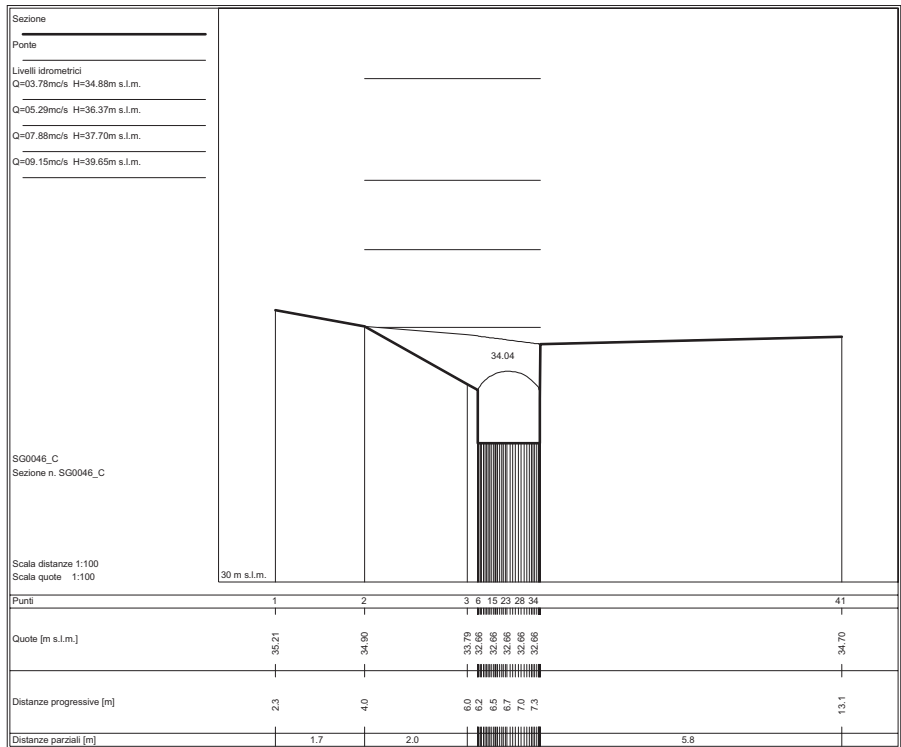 Sezione
Ponte
Livelli idrometrici
Q=03.78mc/s H=34.88m s.l.m.
Q=05.29mc/s H=36.37m s.l.m.
Q=07.88mc/s H=37.70m s.l.m.
Q=09.15mc/s H=39.65m s.l.m.
34.04
SG0046_C
Sezione n. SG0046_C
Scala distanze 1:100
Scala quote 1:100
30 m s.l.m.
Punti 1 2 3 6 15 23 28 34 41
Quote [m s.l.m.] 35.21 34.90 33.79 32.66 32.66 32.66 32.66 32.66 34.70
Distanze progressive [m] 2.3 4.0 6.0 6.2 6.5 6.7 7.0 7.3 13.1
Distanze parziali [m] 1.7 2.0 5.8